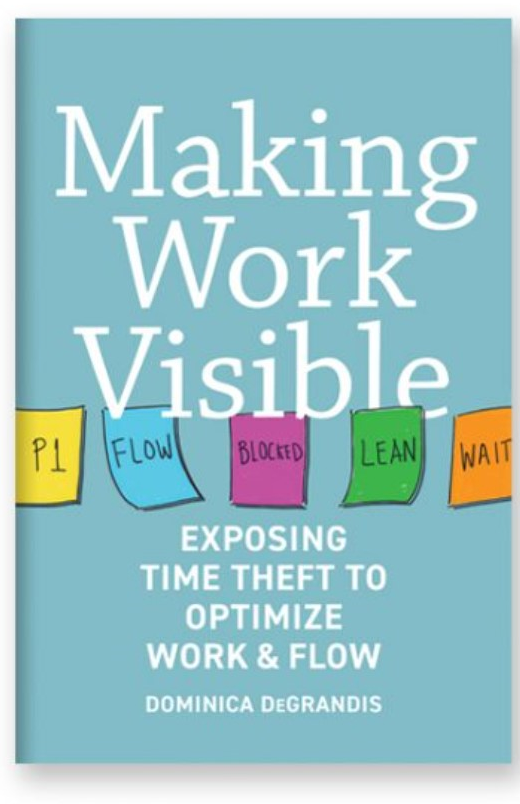 Making
Work
Visible
P1 FLOW BLOCKED LEAN WAIT
EXPOSING
TIME THEFT TO
OPTIMIZE
WORK & FLOW
DOMINICA DEGRANDIS